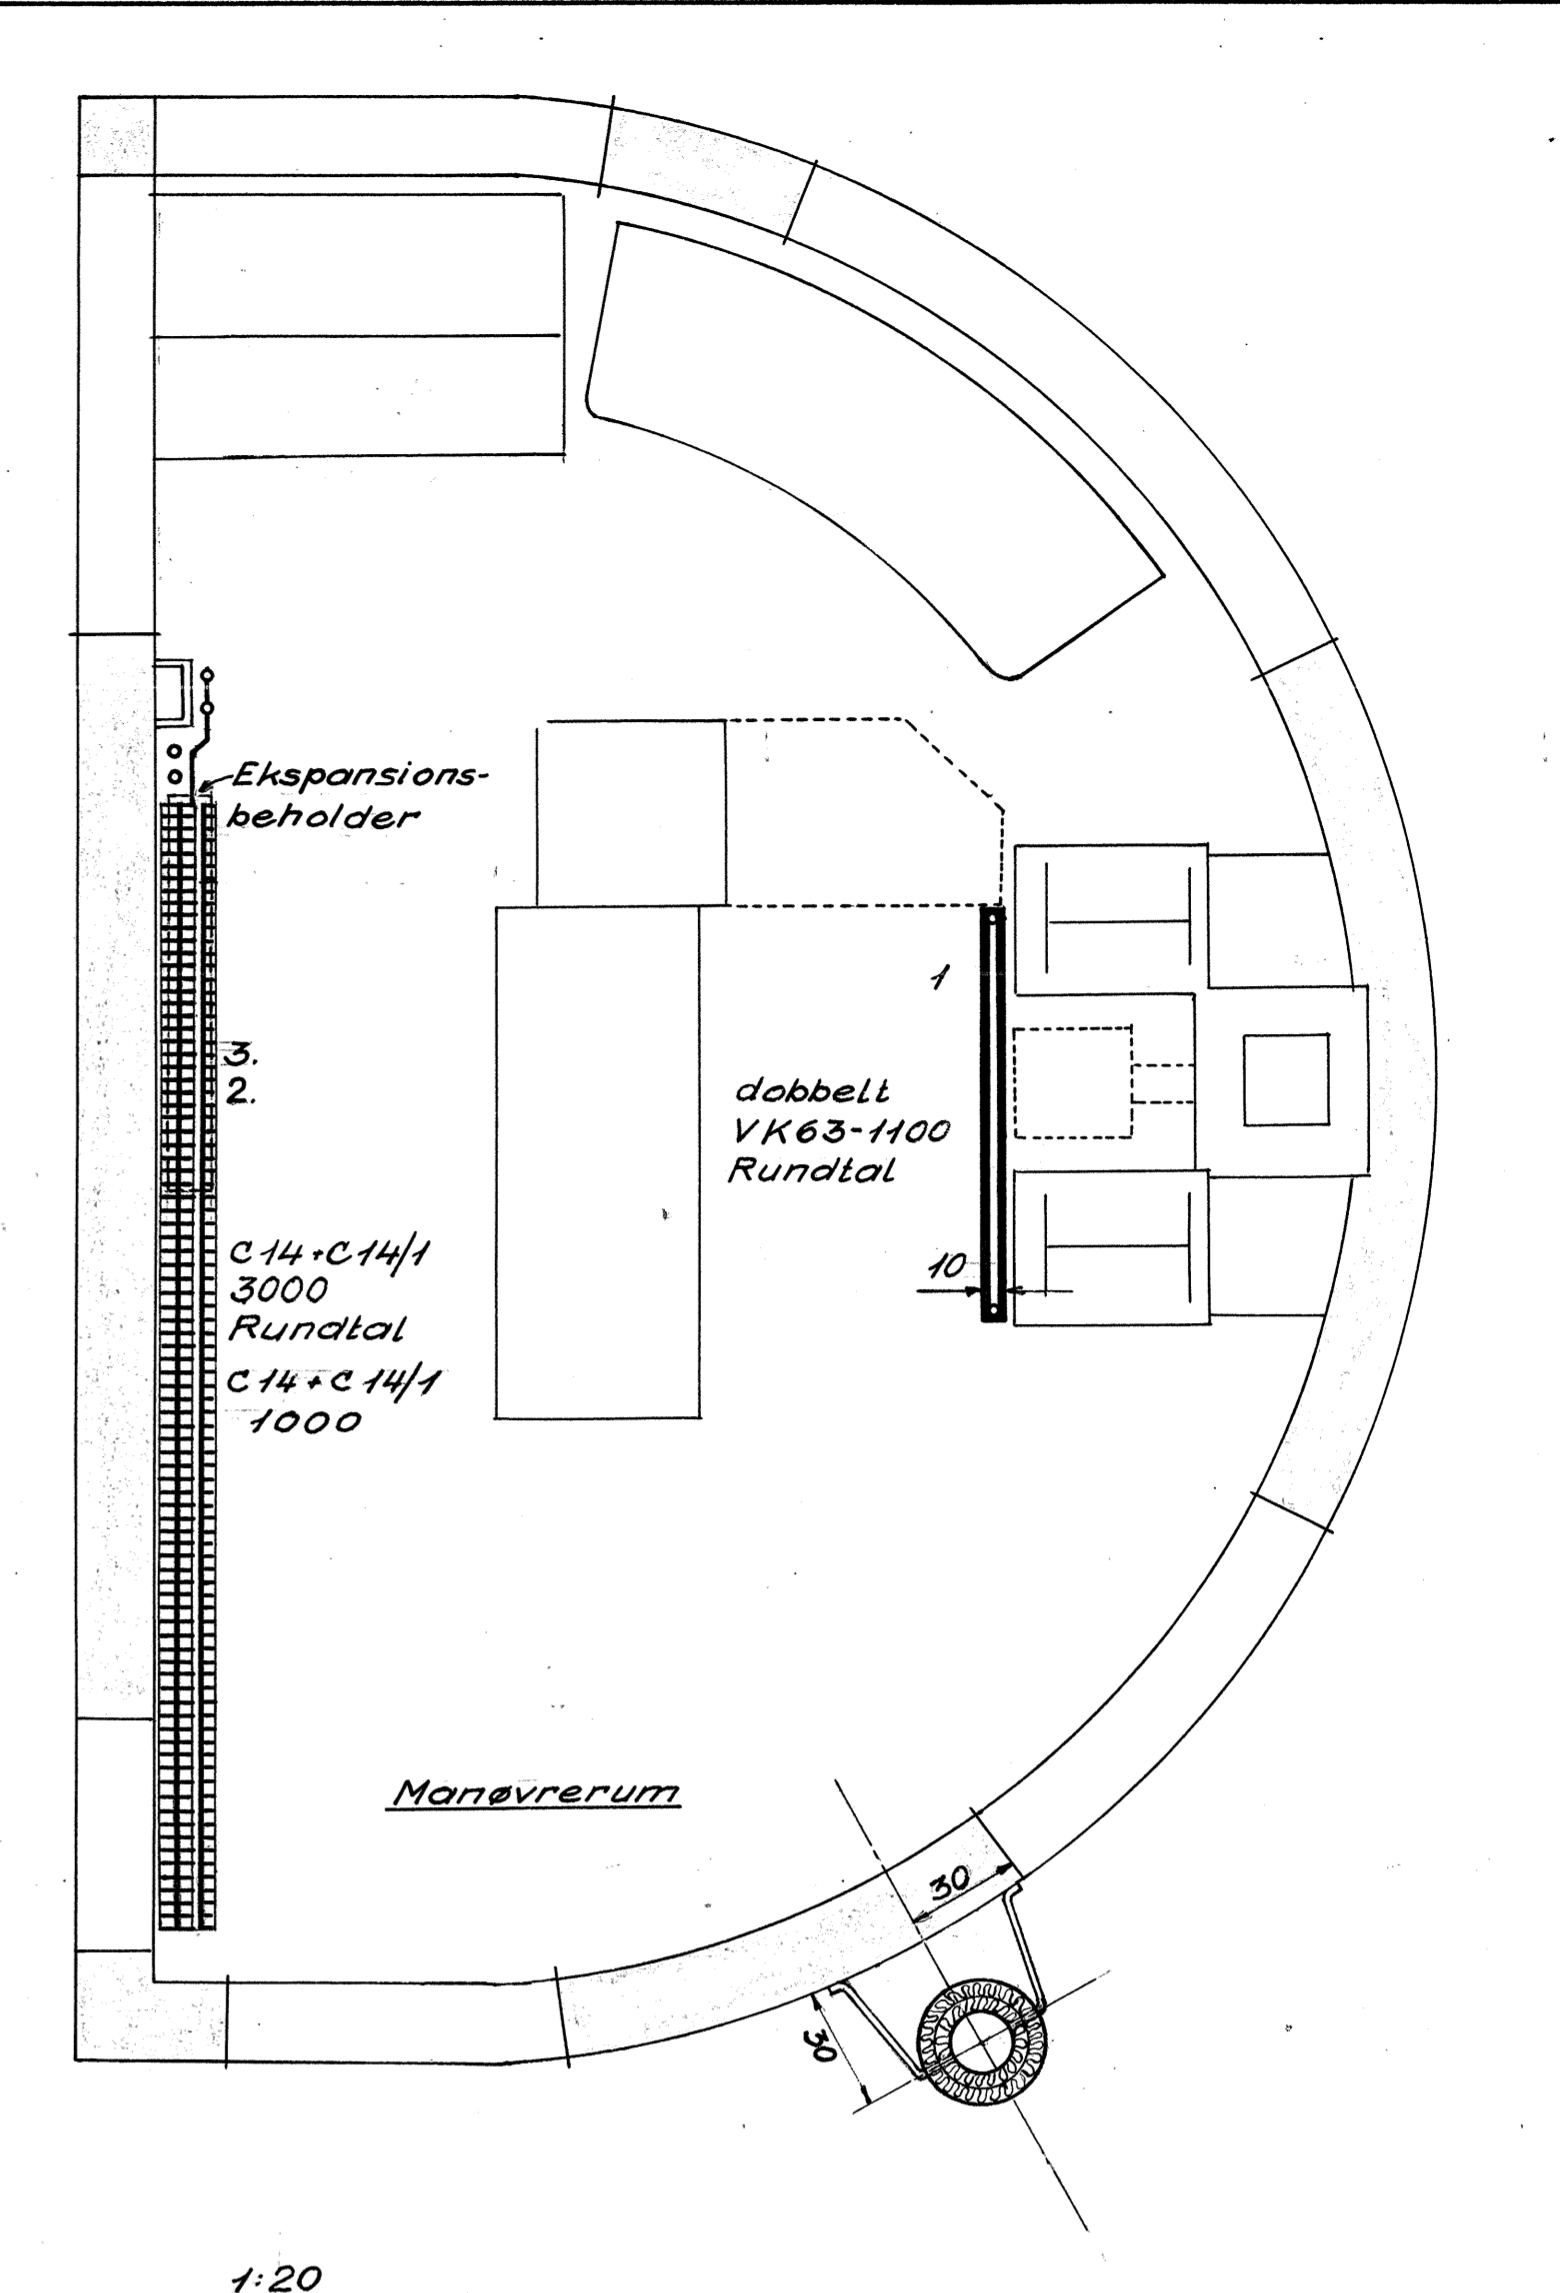 Ekspansions-
beholder
1
3.
2.
dobbelt
VK63-1100
Rundtal
C14+C14/1
3000
Rundtal
10
C14+C14/1
1000
Manøvrerum
30
30
1:20